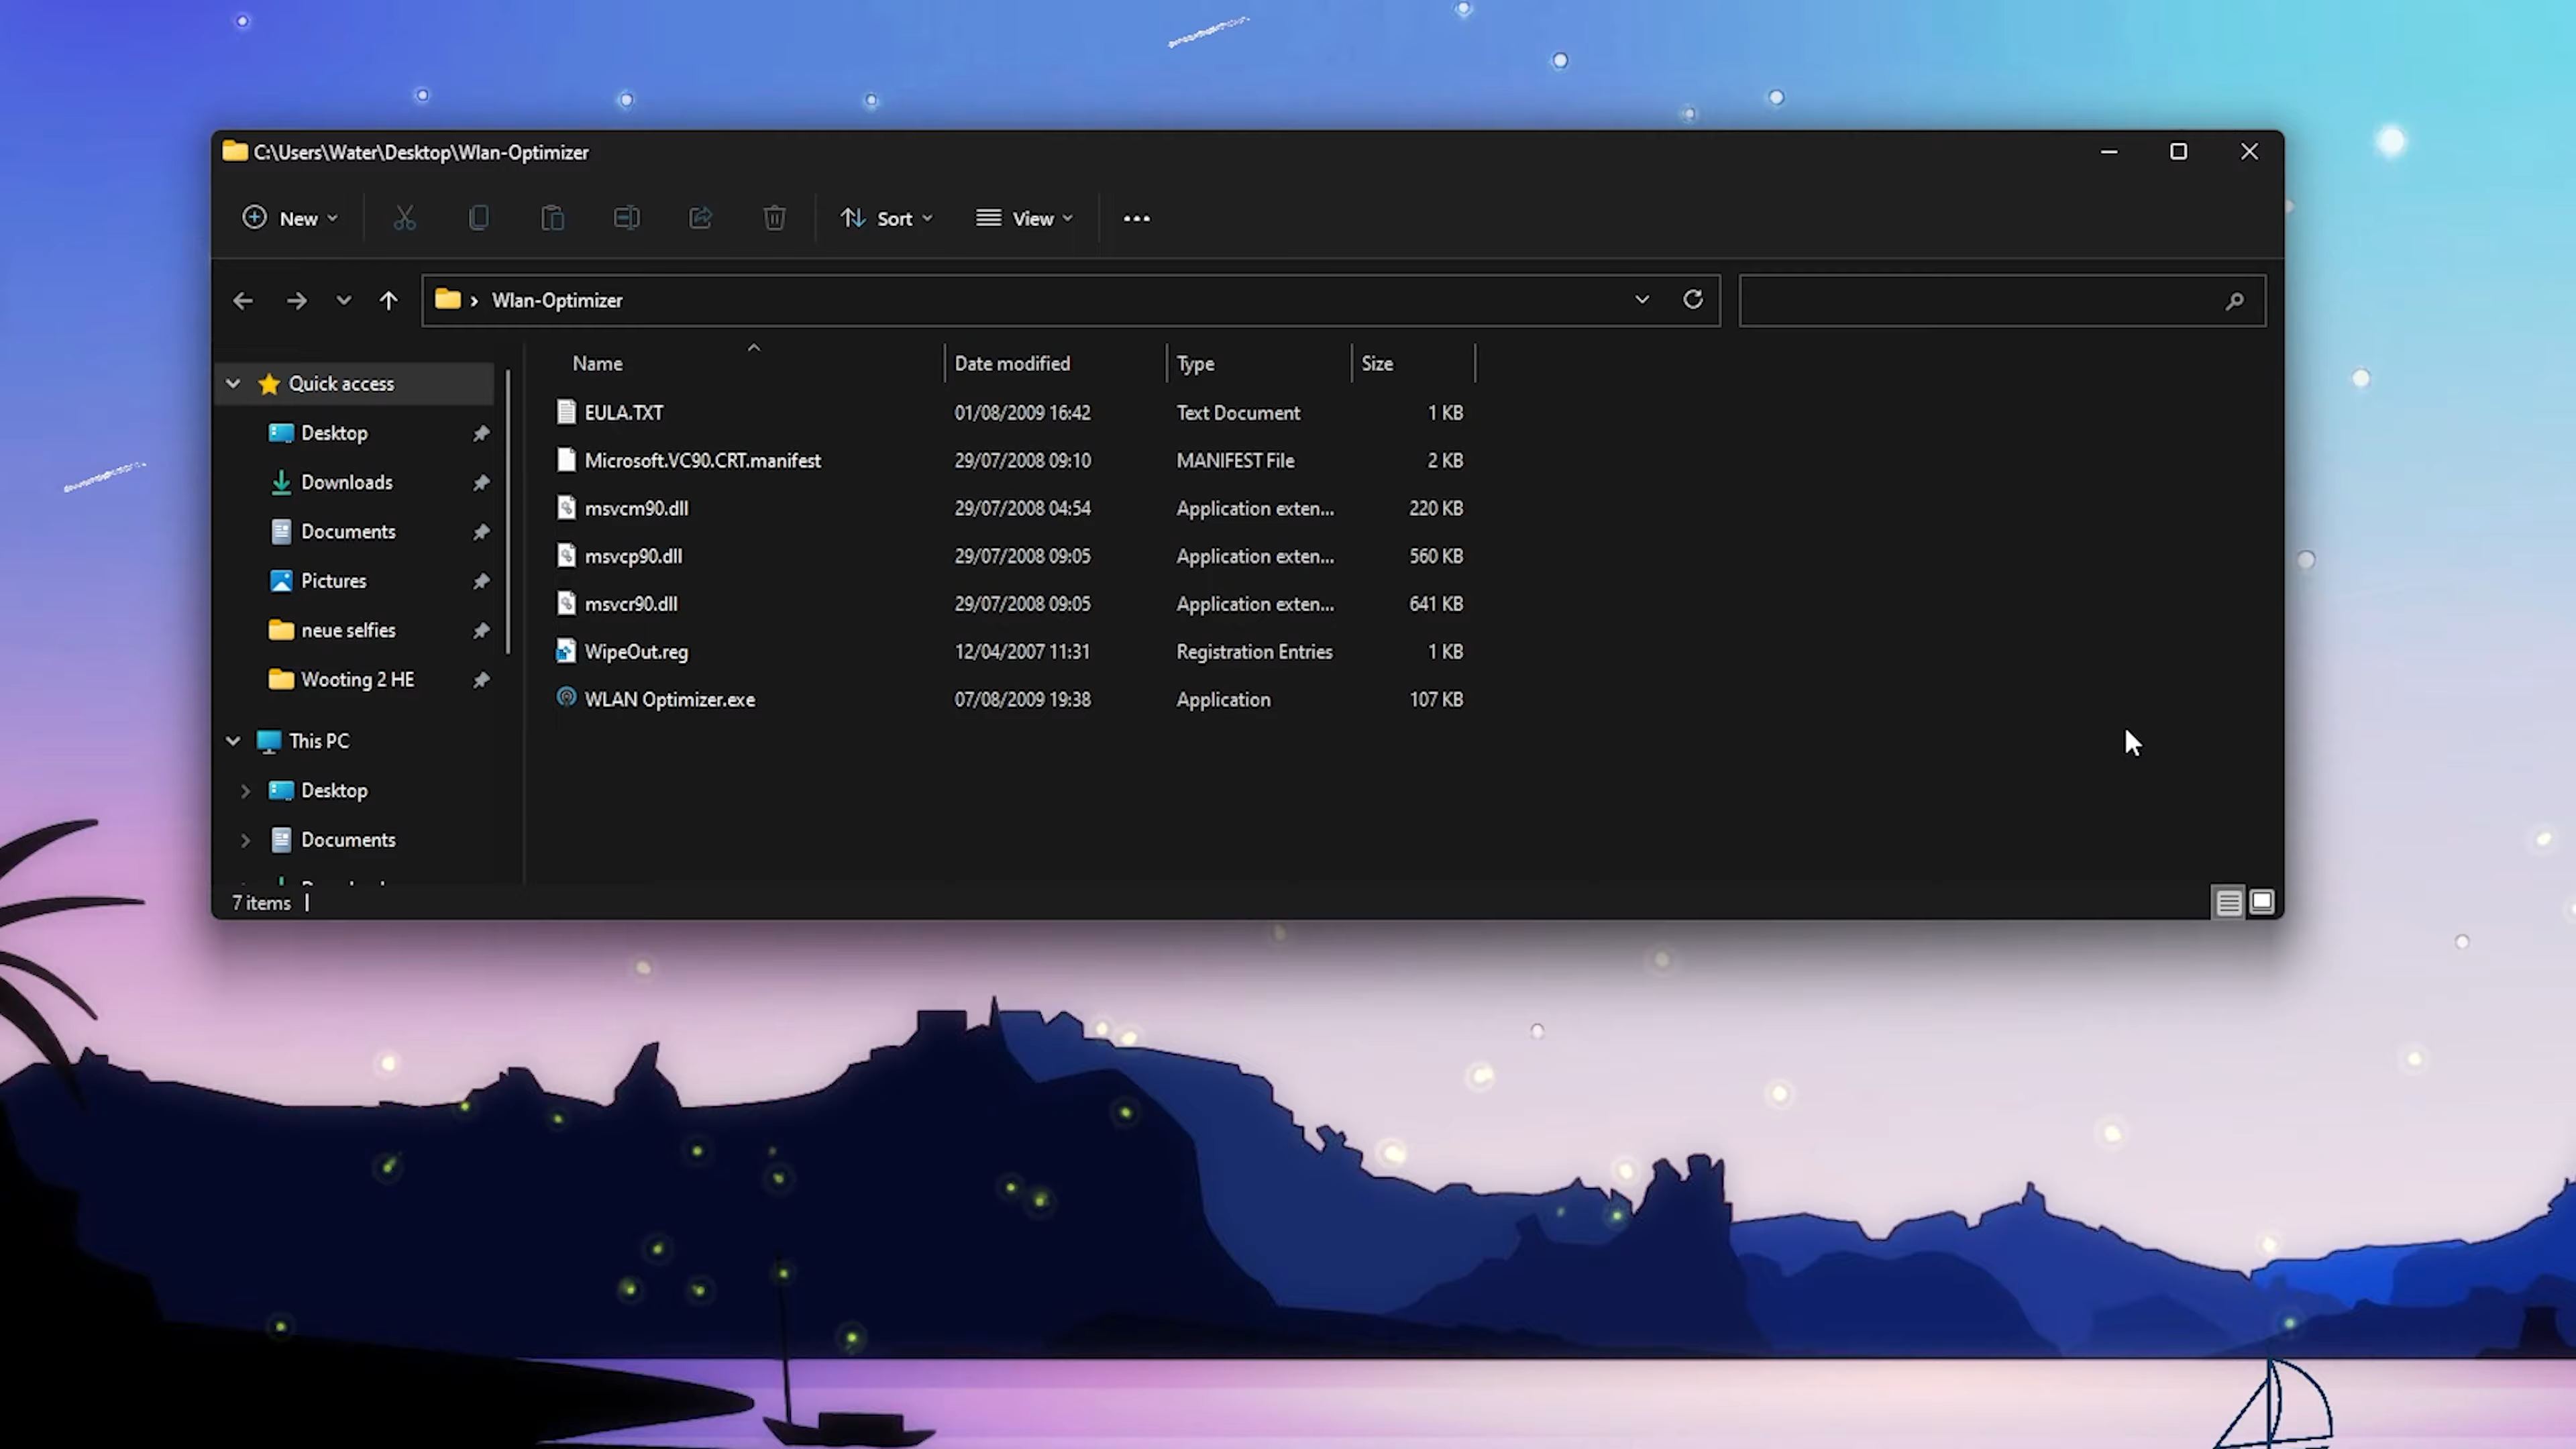 C:\Users\Water\Desktop\Wlan-Optimizer
New Sort View
Wlan-Optimizer
Name Date modified Type Size
Quick access
Desktop
Downloads
Documents
Pictures
neue selfies
Wooting 2 HE
This PC
Desktop
Documents
EULA.TXT 01/08/2009 16:42 Text Document 1 KB
Microsoft.VC90.CRT.manifest 29/07/2008 09:10 MANIFEST File 2 KB
msvcm90.dll 29/07/2008 04:54 Application exten... 220 KB
msvcp90.dll 29/07/2008 09:05 Application exten... 560 KB
msvcr90.dll 29/07/2008 09:05 Application exten... 641 KB
WipeOut.reg 12/04/2007 11:31 Registration Entries 1 KB
WLAN Optimizer.exe 07/08/2009 19:38 Application 107 KB
7 items